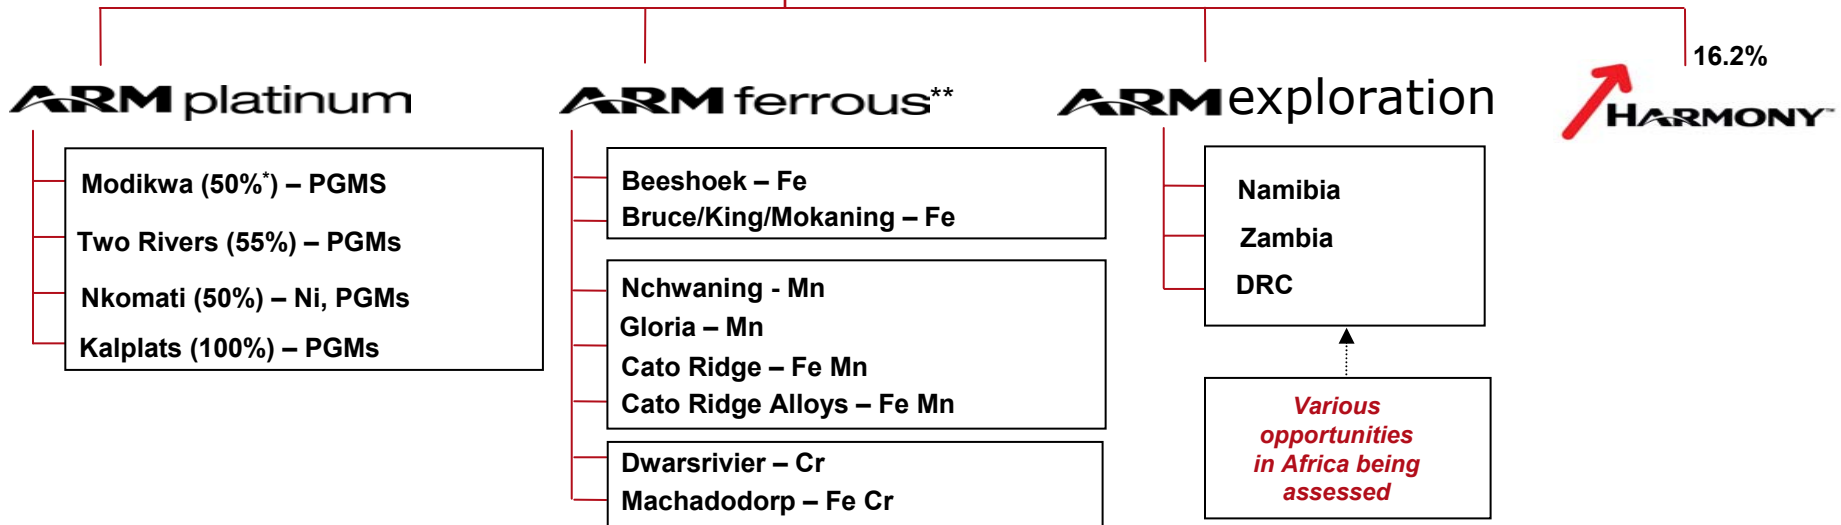 16.2%
ARM platinum
ARM ferrous**
ARM exploration
HARMONY™
Modikwa (50%*) – PGMS
Two Rivers (55%) – PGMs
Nkomati (50%) – Ni, PGMs
Kalplats (100%) – PGMs
Beeshoek – Fe
Bruce/King/Mokaning – Fe
Nchwaning - Mn
Gloria – Mn
Cato Ridge – Fe Mn
Cato Ridge Alloys – Fe Mn
Dwarsrivier – Cr
Machadodorp – Fe Cr
Namibia
Zambia
DRC
Various
opportunities
in Africa being
assessed